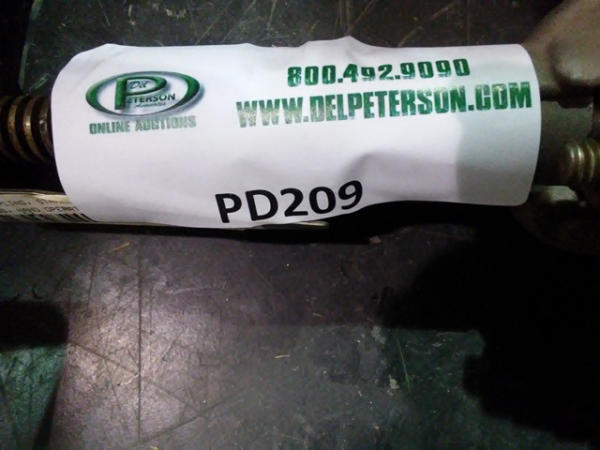 Del
PETERSON
ONLINE AUCTIONS
800.492.9090
WWW.DELPETERSON.COM
PD209